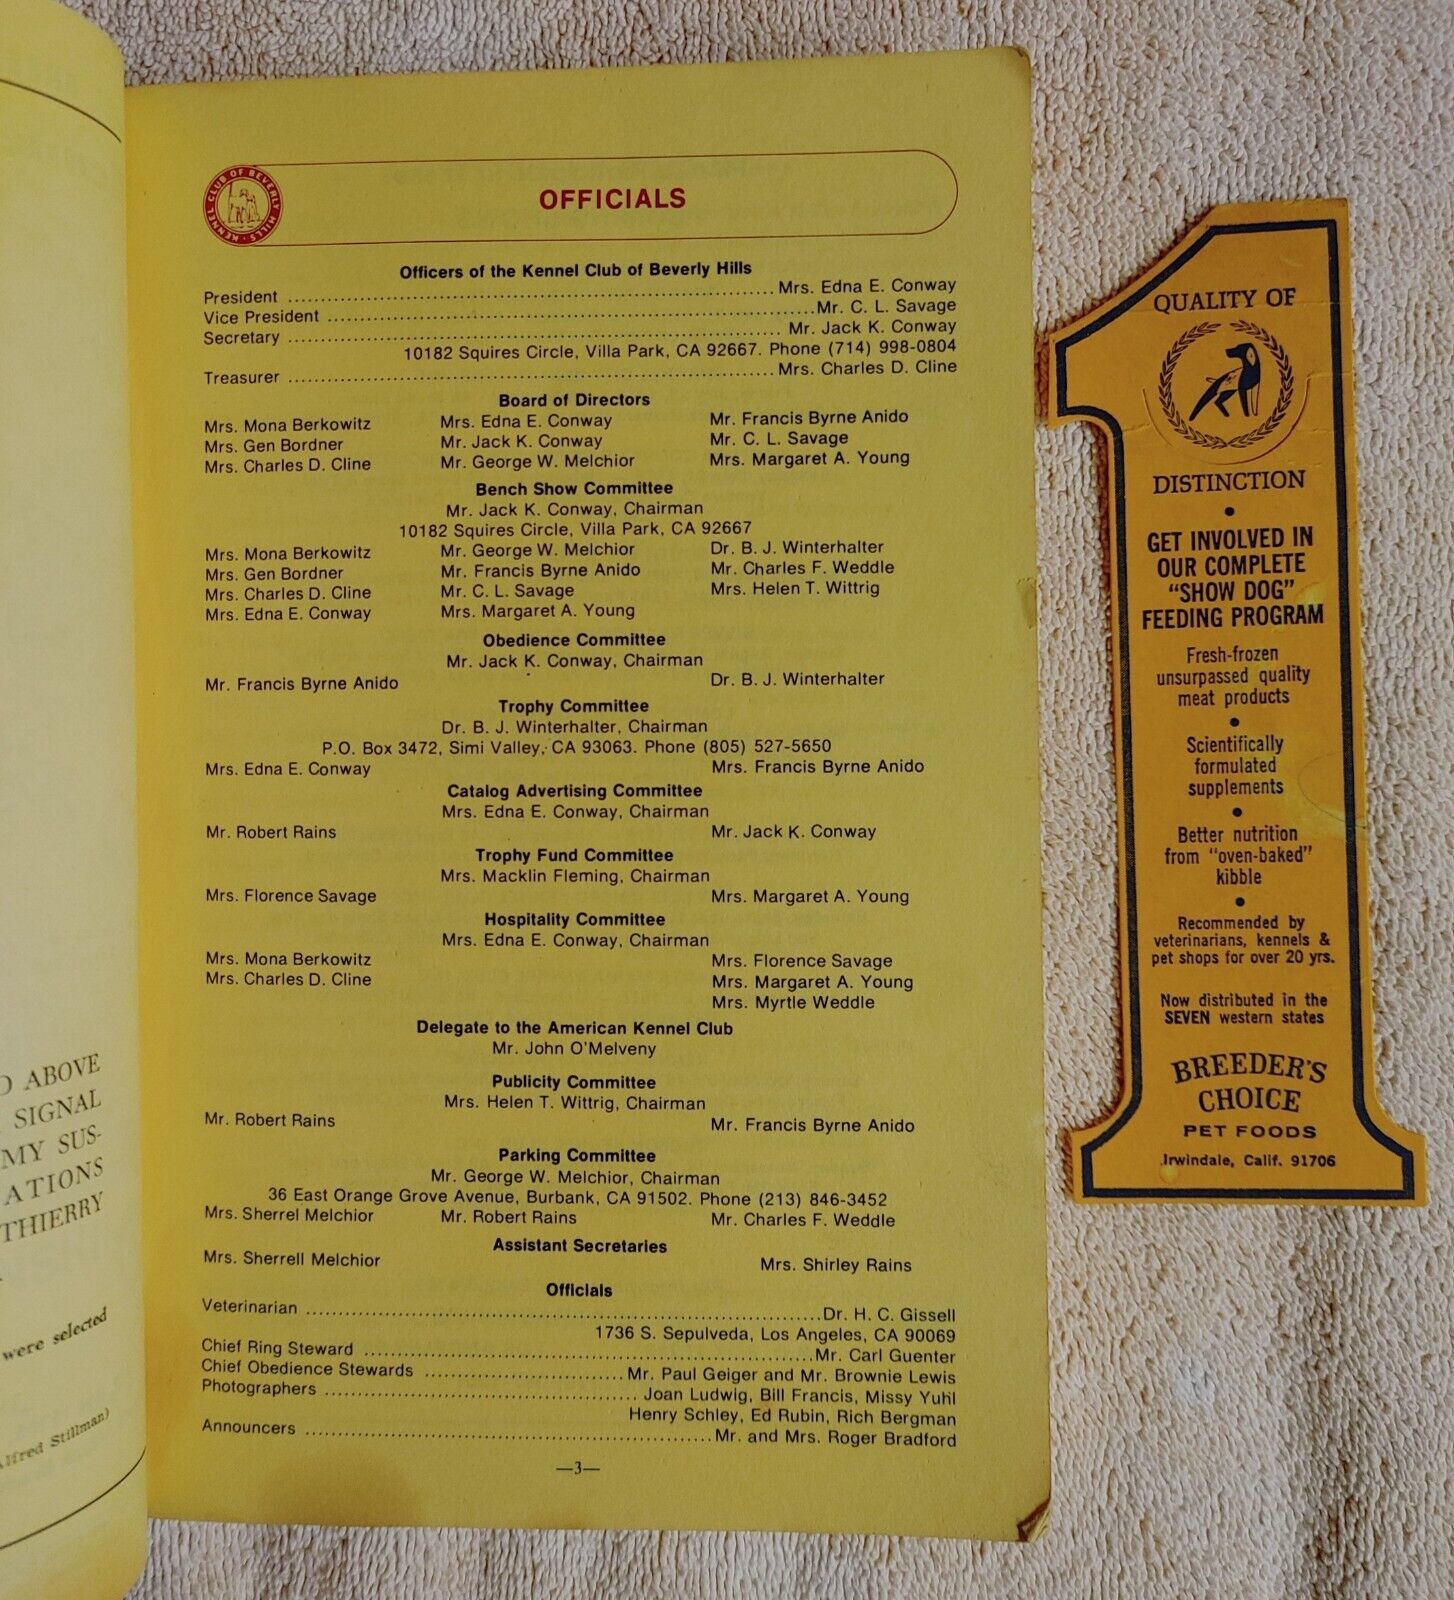 D ABOVE
SIGNAL
MY SUS-
ATIONS
THIERRY
were selected
Alfred Stillman)
KENNEL CLUB OF BEVERLY HILLS
OFFICIALS
Officers of the Kennel Club of Beverly Hills
President ........ Mrs. Edna E. Conway
Vice President ........ Mr. C. L. Savage
Secretary ........ Mr. Jack K. Conway
10182 Squires Circle, Villa Park, CA 92667. Phone (714) 998-0804
Treasurer ........ Mrs. Charles D. Cline
Board of Directors
Mrs. Mona Berkowitz Mrs. Edna E. Conway Mr. Francis Byrne Anido
Mrs. Gen Bordner Mr. Jack K. Conway Mr. C. L. Savage
Mrs. Charles D. Cline Mr. George W. Melchior Mrs. Margaret A. Young
Bench Show Committee
Mr. Jack K. Conway, Chairman
10182 Squires Circle, Villa Park, CA 92667
Mrs. Mona Berkowitz Mr. George W. Melchior Dr. B. J. Winterhalter
Mrs. Gen Bordner Mr. Francis Byrne Anido Mr. Charles F. Weddle
Mrs. Charles D. Cline Mr. C. L. Savage Mrs. Helen T. Wittrig
Mrs. Edna E. Conway Mrs. Margaret A. Young
Obedience Committee
Mr. Jack K. Conway, Chairman
Mr. Francis Byrne Anido Dr. B. J. Winterhalter
Trophy Committee
Dr. B. J. Winterhalter, Chairman
P.O. Box 3472, Simi Valley, CA 93063. Phone (805) 527-5650
Mrs. Edna E. Conway Mrs. Francis Byrne Anido
Catalog Advertising Committee
Mrs. Edna E. Conway, Chairman
Mr. Robert Rains Mr. Jack K. Conway
Trophy Fund Committee
Mrs. Macklin Fleming, Chairman
Mrs. Florence Savage Mrs. Margaret A. Young
Hospitality Committee
Mrs. Edna E. Conway, Chairman
Mrs. Mona Berkowitz Mrs. Florence Savage
Mrs. Charles D. Cline Mrs. Margaret A. Young
Mrs. Myrtle Weddle
Delegate to the American Kennel Club
Mr. John O'Melveny
Publicity Committee
Mrs. Helen T. Wittrig, Chairman
Mr. Robert Rains Mr. Francis Byrne Anido
Parking Committee
Mr. George W. Melchior, Chairman
36 East Orange Grove Avenue, Burbank, CA 91502. Phone (213) 846-3452
Mrs. Sherrel Melchior Mr. Robert Rains Mr. Charles F. Weddle
Assistant Secretaries
Mrs. Sherrell Melchior Mrs. Shirley Rains
Officials
Veterinarian ........ Dr. H. C. Gissell
1736 S. Sepulveda, Los Angeles, CA 90069
Chief Ring Steward ........ Mr. Carl Guenter
Chief Obedience Stewards ........ Mr. Paul Geiger and Mr. Brownie Lewis
Photographers ........ Joan Ludwig, Bill Francis, Missy Yuhl
Henry Schley, Ed Rubin, Rich Bergman
Announcers ........ Mr. and Mrs. Roger Bradford
—3—
QUALITY OF
DISTINCTION
•
GET INVOLVED IN
OUR COMPLETE
"SHOW DOG"
FEEDING PROGRAM
Fresh-frozen
unsurpassed quality
meat products
•
Scientifically
formulated
supplements
•
Better nutrition
from "oven-baked"
kibble
•
Recommended by
veterinarians, kennels &
pet shops for over 20 yrs.
Now distributed in the
SEVEN western states
BREEDER'S
CHOICE
PET FOODS
Irwindale, Calif. 91706